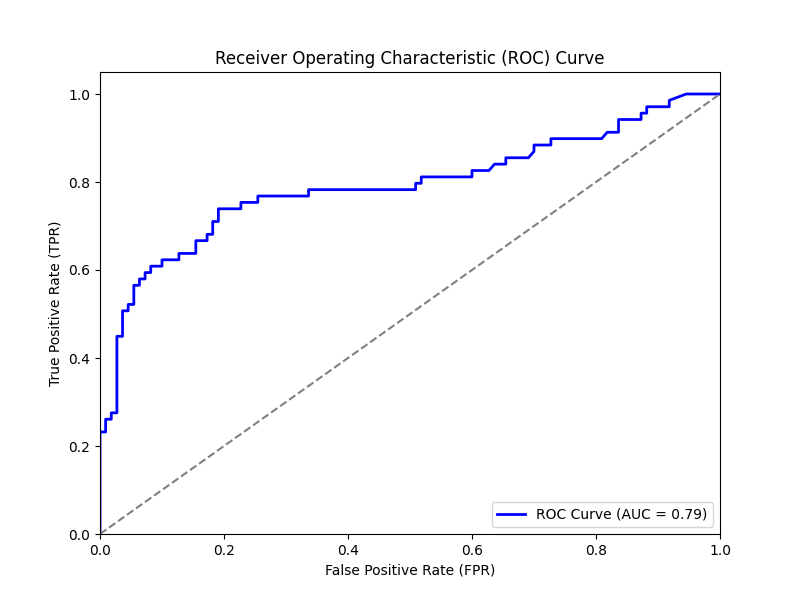 Receiver Operating Characteristic (ROC) Curve
True Positive Rate (TPR)
1.0
0.8
0.6
0.4
0.2
0.0
0.0 0.2 0.4 0.6 0.8 1.0
False Positive Rate (FPR)
ROC Curve (AUC = 0.79)